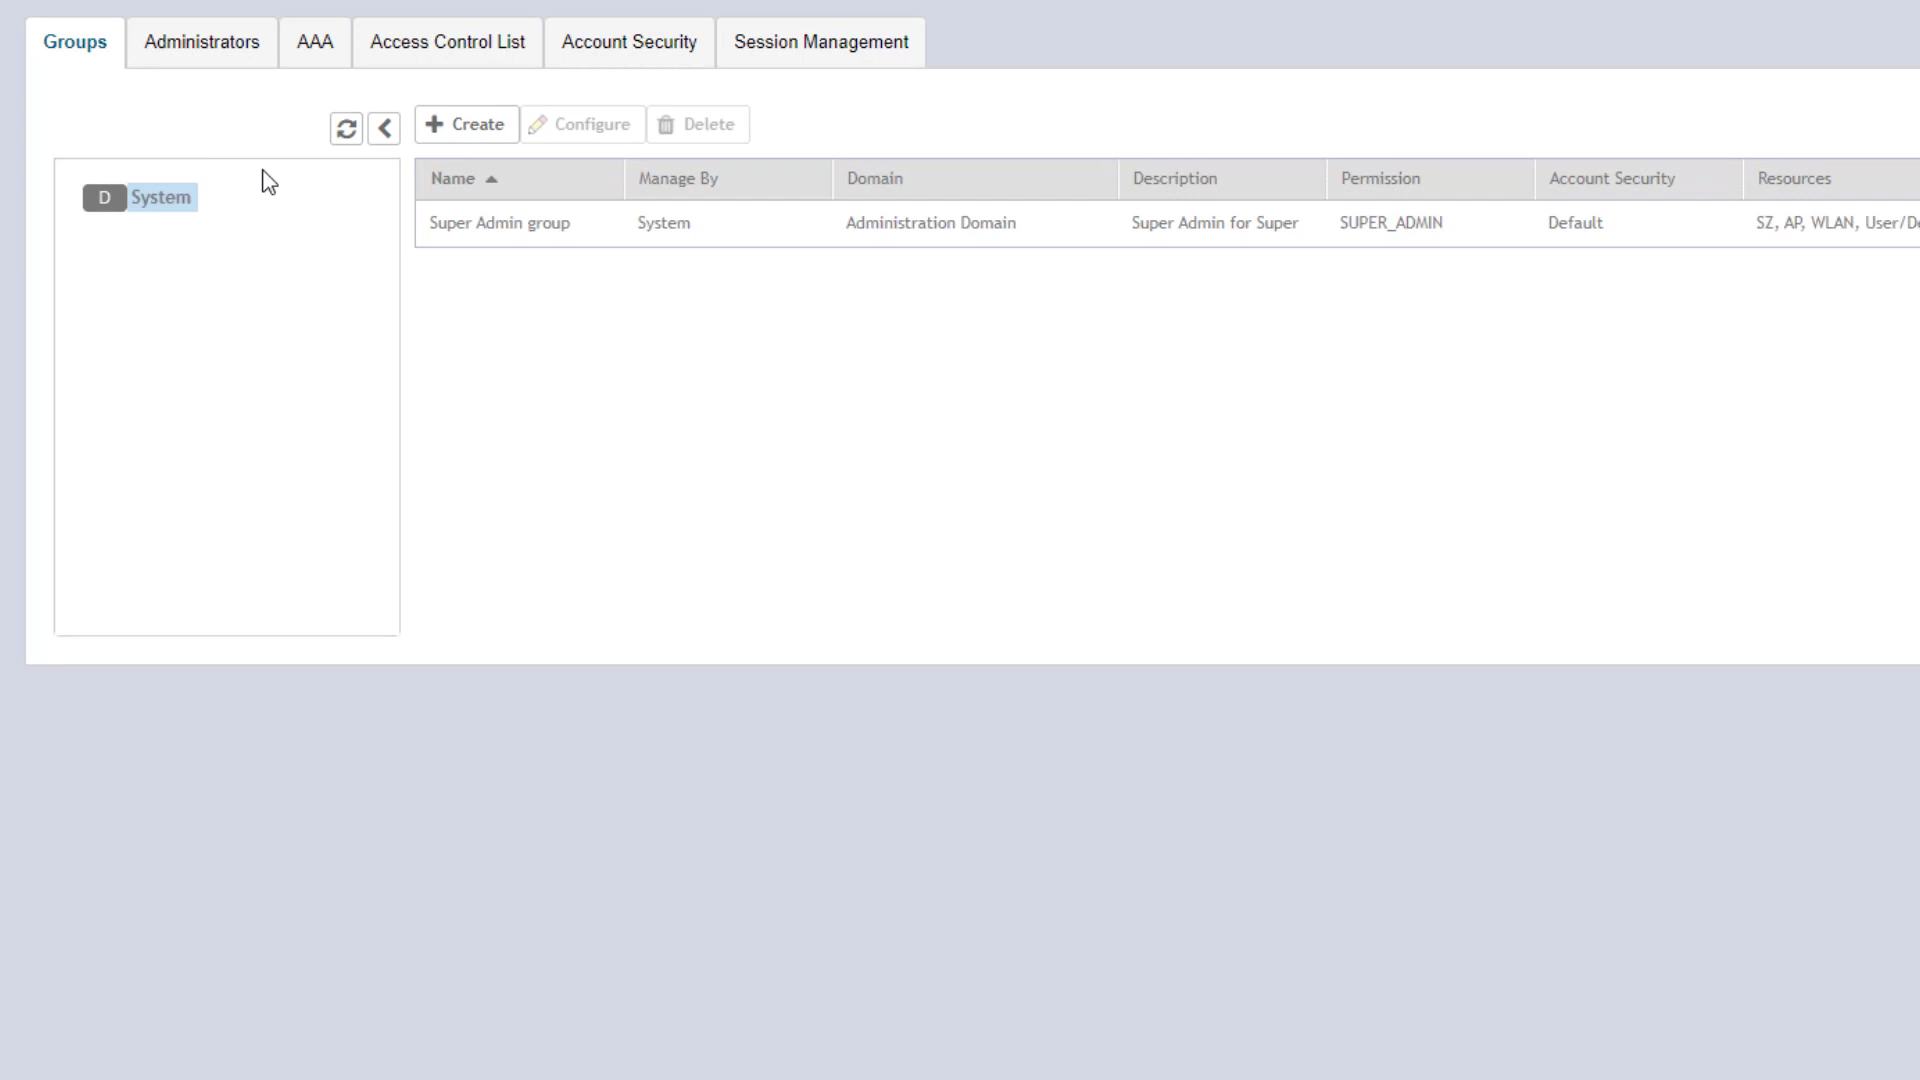 Groups Administrators AAA Access Control List Account Security Session Management
Create Configure Delete
D System
Name Manage By Domain Description Permission Account Security Resources
Super Admin group System Administration Domain Super Admin for Super SUPER_ADMIN Default SZ, AP, WLAN, User/De